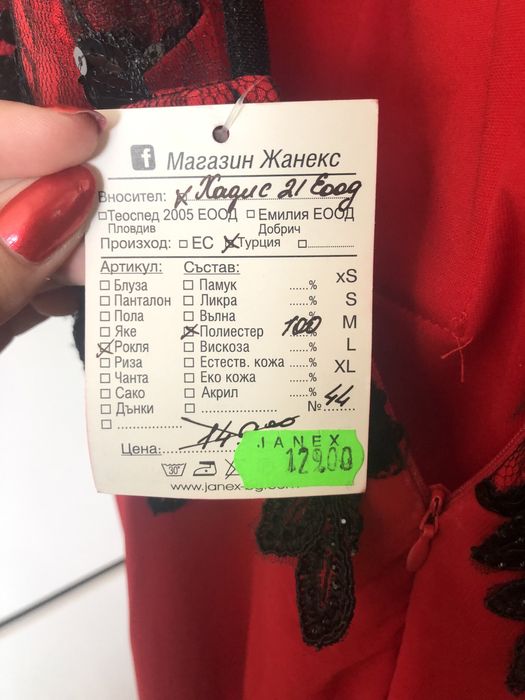 f Магазин Жанекс
Вносител: x Хадис 21 Еоод
□Теоспед 2005 ЕООД □ Емилия ЕООД
Пловдив Добрич
Произход: □ ЕС ☒Турция □..............
Артикул: Състав:
□ Блуза □ Памук ......% xS
□ Панталон □ Ликра ......% S
□ Пола □ Вълна ......%
□ Яке ☒ Полиестер 100 % M
☒ Рокля □ Вискоза ......% L
□ Риза □ Естеств. кожа ....% XL
□ Чанта □ Еко кожа ....%
□ Сако □ Акрил ....%
□ Дънки □ .................. № 44
□ ..................
Цена:
JANEX
129.00
30°
www.janex-bg.com